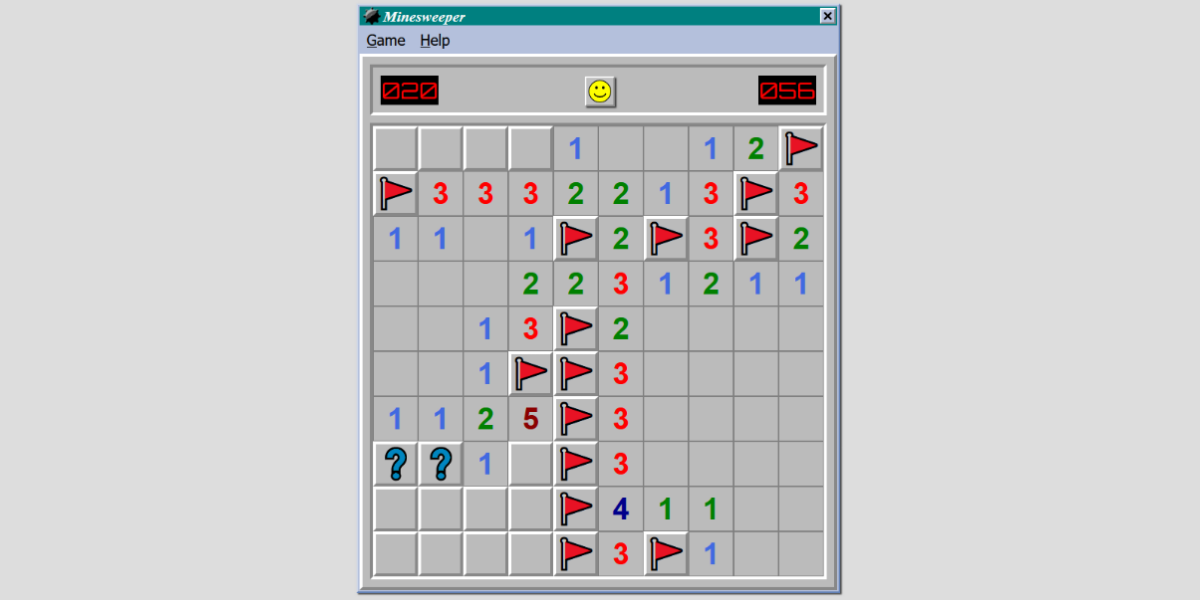 Minesweeper
Game Help
020 056
1 1 2
3 3 3 2 2 1 3 3
1 1 1 2 3 2
2 2 3 1 2 1 1
1 3 2
1 3
1 1 2 5 3
? ? 1 3
4 1 1
3 1